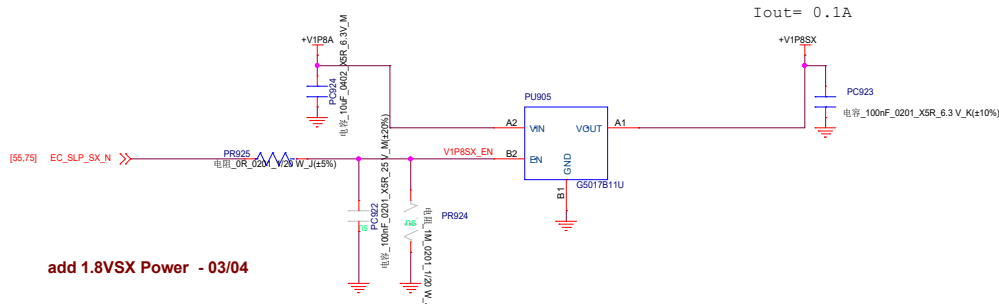 Iout= 0.1A
+V1P8A
+V1P8SX
PC924
电容_10uF_0402_X5R_6.3V_M
PC923
电容_100nF_0201_X5R_6.3 V_K(±10%)
PU905
A2
VIN
VOUT
A1
[55,75]
EC_SLP_SX_N
PR925
电阻_0R_0201_1/20 W_J(±5%)
V1P8SX_EN
B2
EN
GND
B1
G5017B11U
PC922
ns
电容_100nF_0201_X5R_25 V_M(±20%)
ns
PR924
电阻_1M_0201_1/20 W_
add 1.8VSX Power - 03/04